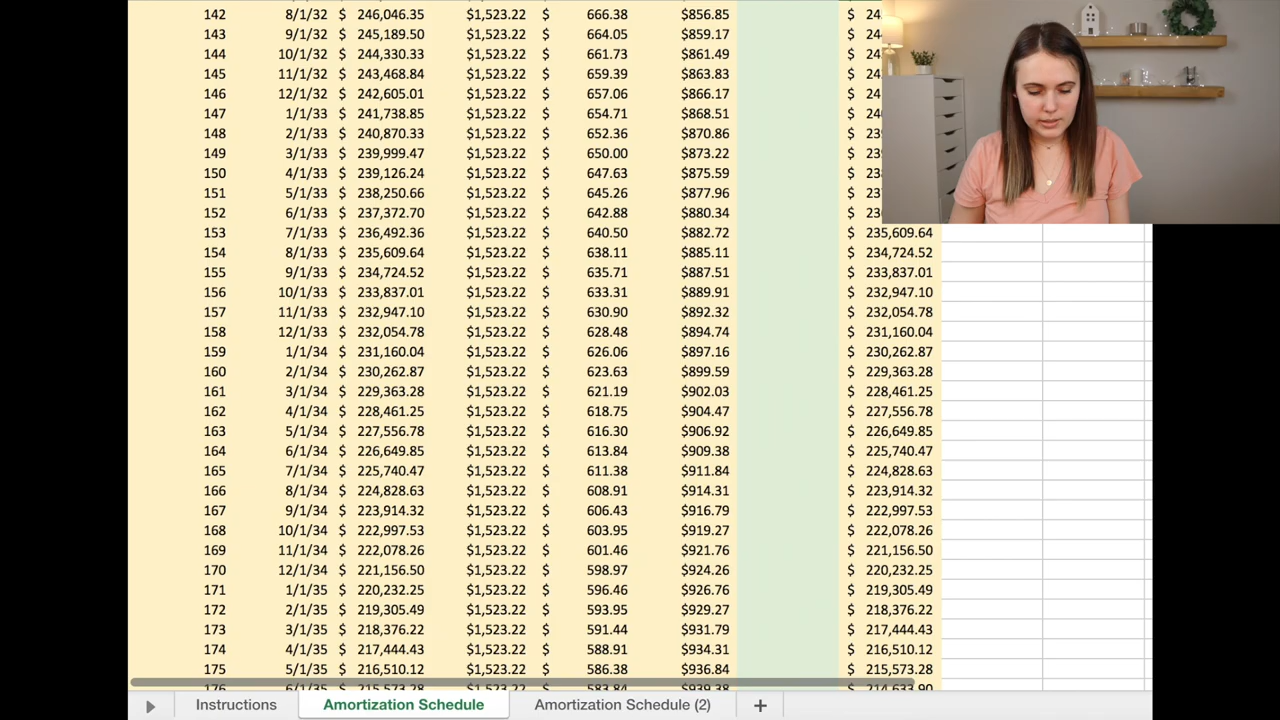 142 8/1/32 $ 246,046.35 $1,523.22 $ 666.38 $856.85 $ 24
143 9/1/32 $ 245,189.50 $1,523.22 $ 664.05 $859.17 $ 24
144 10/1/32 $ 244,330.33 $1,523.22 $ 661.73 $861.49 $ 24
145 11/1/32 $ 243,468.84 $1,523.22 $ 659.39 $863.83 $ 24
146 12/1/32 $ 242,605.01 $1,523.22 $ 657.06 $866.17 $ 24
147 1/1/33 $ 241,738.85 $1,523.22 $ 654.71 $868.51 $ 24
148 2/1/33 $ 240,870.33 $1,523.22 $ 652.36 $870.86 $ 23
149 3/1/33 $ 239,999.47 $1,523.22 $ 650.00 $873.22 $ 23
150 4/1/33 $ 239,126.24 $1,523.22 $ 647.63 $875.59 $ 23
151 5/1/33 $ 238,250.66 $1,523.22 $ 645.26 $877.96 $ 23
152 6/1/33 $ 237,372.70 $1,523.22 $ 642.88 $880.34 $ 23
153 7/1/33 $ 236,492.36 $1,523.22 $ 640.50 $882.72 $ 235,609.64
154 8/1/33 $ 235,609.64 $1,523.22 $ 638.11 $885.11 $ 234,724.52
155 9/1/33 $ 234,724.52 $1,523.22 $ 635.71 $887.51 $ 233,837.01
156 10/1/33 $ 233,837.01 $1,523.22 $ 633.31 $889.91 $ 232,947.10
157 11/1/33 $ 232,947.10 $1,523.22 $ 630.90 $892.32 $ 232,054.78
158 12/1/33 $ 232,054.78 $1,523.22 $ 628.48 $894.74 $ 231,160.04
159 1/1/34 $ 231,160.04 $1,523.22 $ 626.06 $897.16 $ 230,262.87
160 2/1/34 $ 230,262.87 $1,523.22 $ 623.63 $899.59 $ 229,363.28
161 3/1/34 $ 229,363.28 $1,523.22 $ 621.19 $902.03 $ 228,461.25
162 4/1/34 $ 228,461.25 $1,523.22 $ 618.75 $904.47 $ 227,556.78
163 5/1/34 $ 227,556.78 $1,523.22 $ 616.30 $906.92 $ 226,649.85
164 6/1/34 $ 226,649.85 $1,523.22 $ 613.84 $909.38 $ 225,740.47
165 7/1/34 $ 225,740.47 $1,523.22 $ 611.38 $911.84 $ 224,828.63
166 8/1/34 $ 224,828.63 $1,523.22 $ 608.91 $914.31 $ 223,914.32
167 9/1/34 $ 223,914.32 $1,523.22 $ 606.43 $916.79 $ 222,997.53
168 10/1/34 $ 222,997.53 $1,523.22 $ 603.95 $919.27 $ 222,078.26
169 11/1/34 $ 222,078.26 $1,523.22 $ 601.46 $921.76 $ 221,156.50
170 12/1/34 $ 221,156.50 $1,523.22 $ 598.97 $924.26 $ 220,232.25
171 1/1/35 $ 220,232.25 $1,523.22 $ 596.46 $926.76 $ 219,305.49
172 2/1/35 $ 219,305.49 $1,523.22 $ 593.95 $929.27 $ 218,376.22
173 3/1/35 $ 218,376.22 $1,523.22 $ 591.44 $931.79 $ 217,444.43
174 4/1/35 $ 217,444.43 $1,523.22 $ 588.91 $934.31 $ 216,510.12
175 5/1/35 $ 216,510.12 $1,523.22 $ 586.38 $936.84 $ 215,573.28
176 6/1/35 $ 215,573.28 $1,523.22 $ 583.84 $939.38 $ 214,633.90
Instructions Amortization Schedule Amortization Schedule (2) +